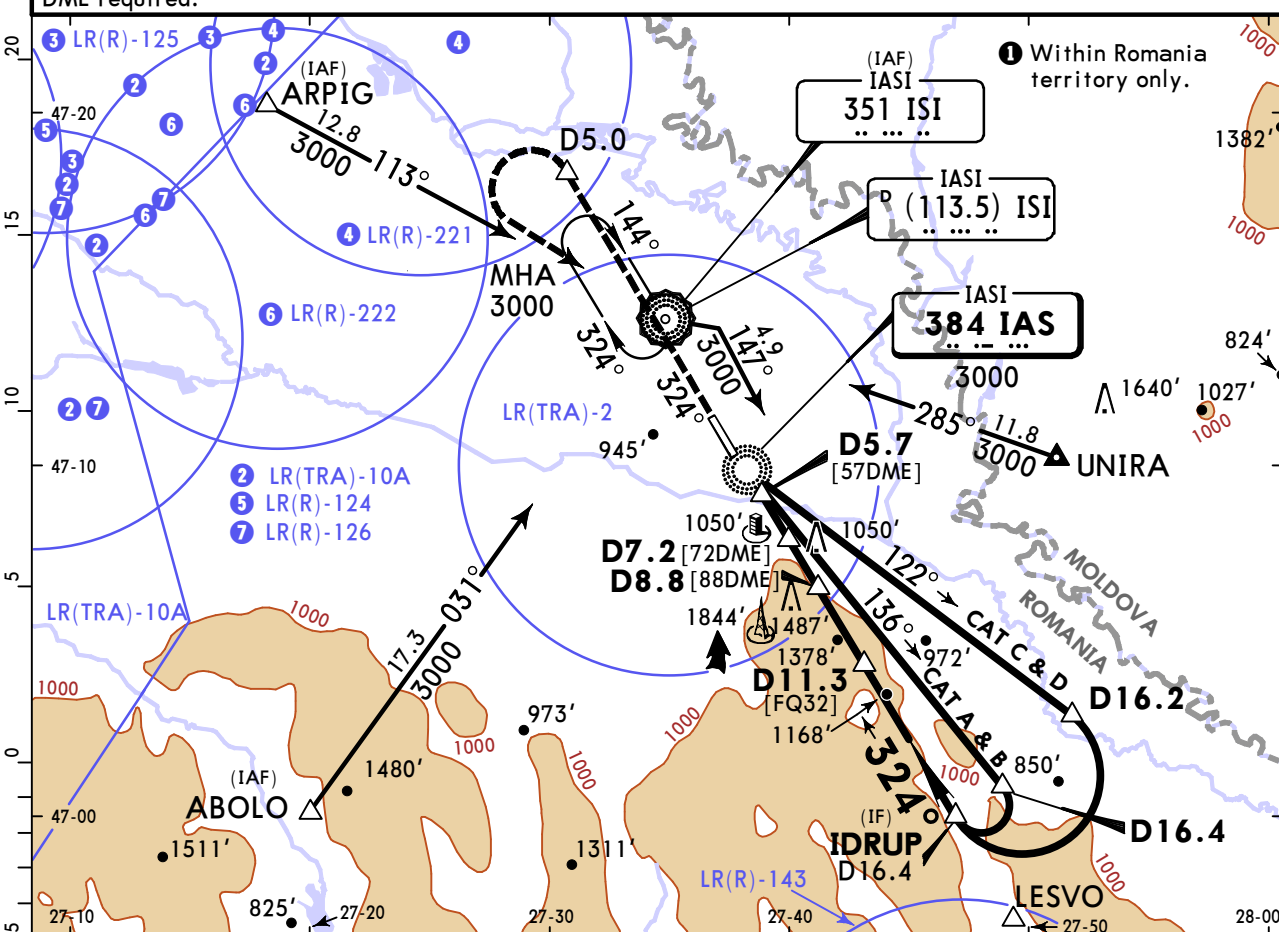 DME required.
20
3 LR(R)-125
3
4
2
4
(IAF)
ARPIG
(IAF)
IASI
351 ISI
1 Within Romania
territory only.
1000
47-20
2
6
6
5
12.8
3000
113°
D5.0
1382'
3
2
7
7
6
IASI
D (113.5) ISI
15
2
4 LR(R)-221
144°
1000
MHA
3000
6 LR(R)-222
IASI
384 IAS
3000
324°
4.9
147°
3000
824'
10
2 7
324°
LR(TRA)-2
945'
285°
11.8
3000
1640'
1027'
1000
47-10
D5.7
[57DME]
UNIRA
2 LR(TRA)-10A
5 LR(R)-124
7 LR(R)-126
1050'
1050'
D7.2 [72DME]
D8.8 [88DME]
122°
CAT C & D
MOLDOVA
ROMANIA
5
LR(TRA)-10A
1000
031°
17.3
3000
1844'
1487'
1378'
136°
CAT A & B
972'
1000
D11.3
[FQ32]
D16.2
1168'
973'
1000
1000
1000
0
324°
1000
850'
1480'
(IAF)
ABOLO
47-00
(IF)
IDRUP
D16.4
D16.4
1511'
1311'
1000
LR(R)-143
LESVO
825'
27-10
27-20
27-30
27-40
27-50
28-00
5